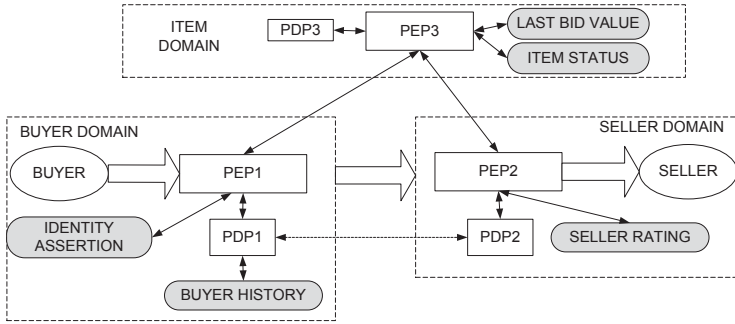 ITEM
DOMAIN
PDP3
PEP3
LAST BID VALUE
ITEM STATUS
BUYER DOMAIN
BUYER
PEP1
IDENTITY
ASSERTION
PDP1
BUYER HISTORY
SELLER DOMAIN
PEP2
SELLER
PDP2
SELLER RATING